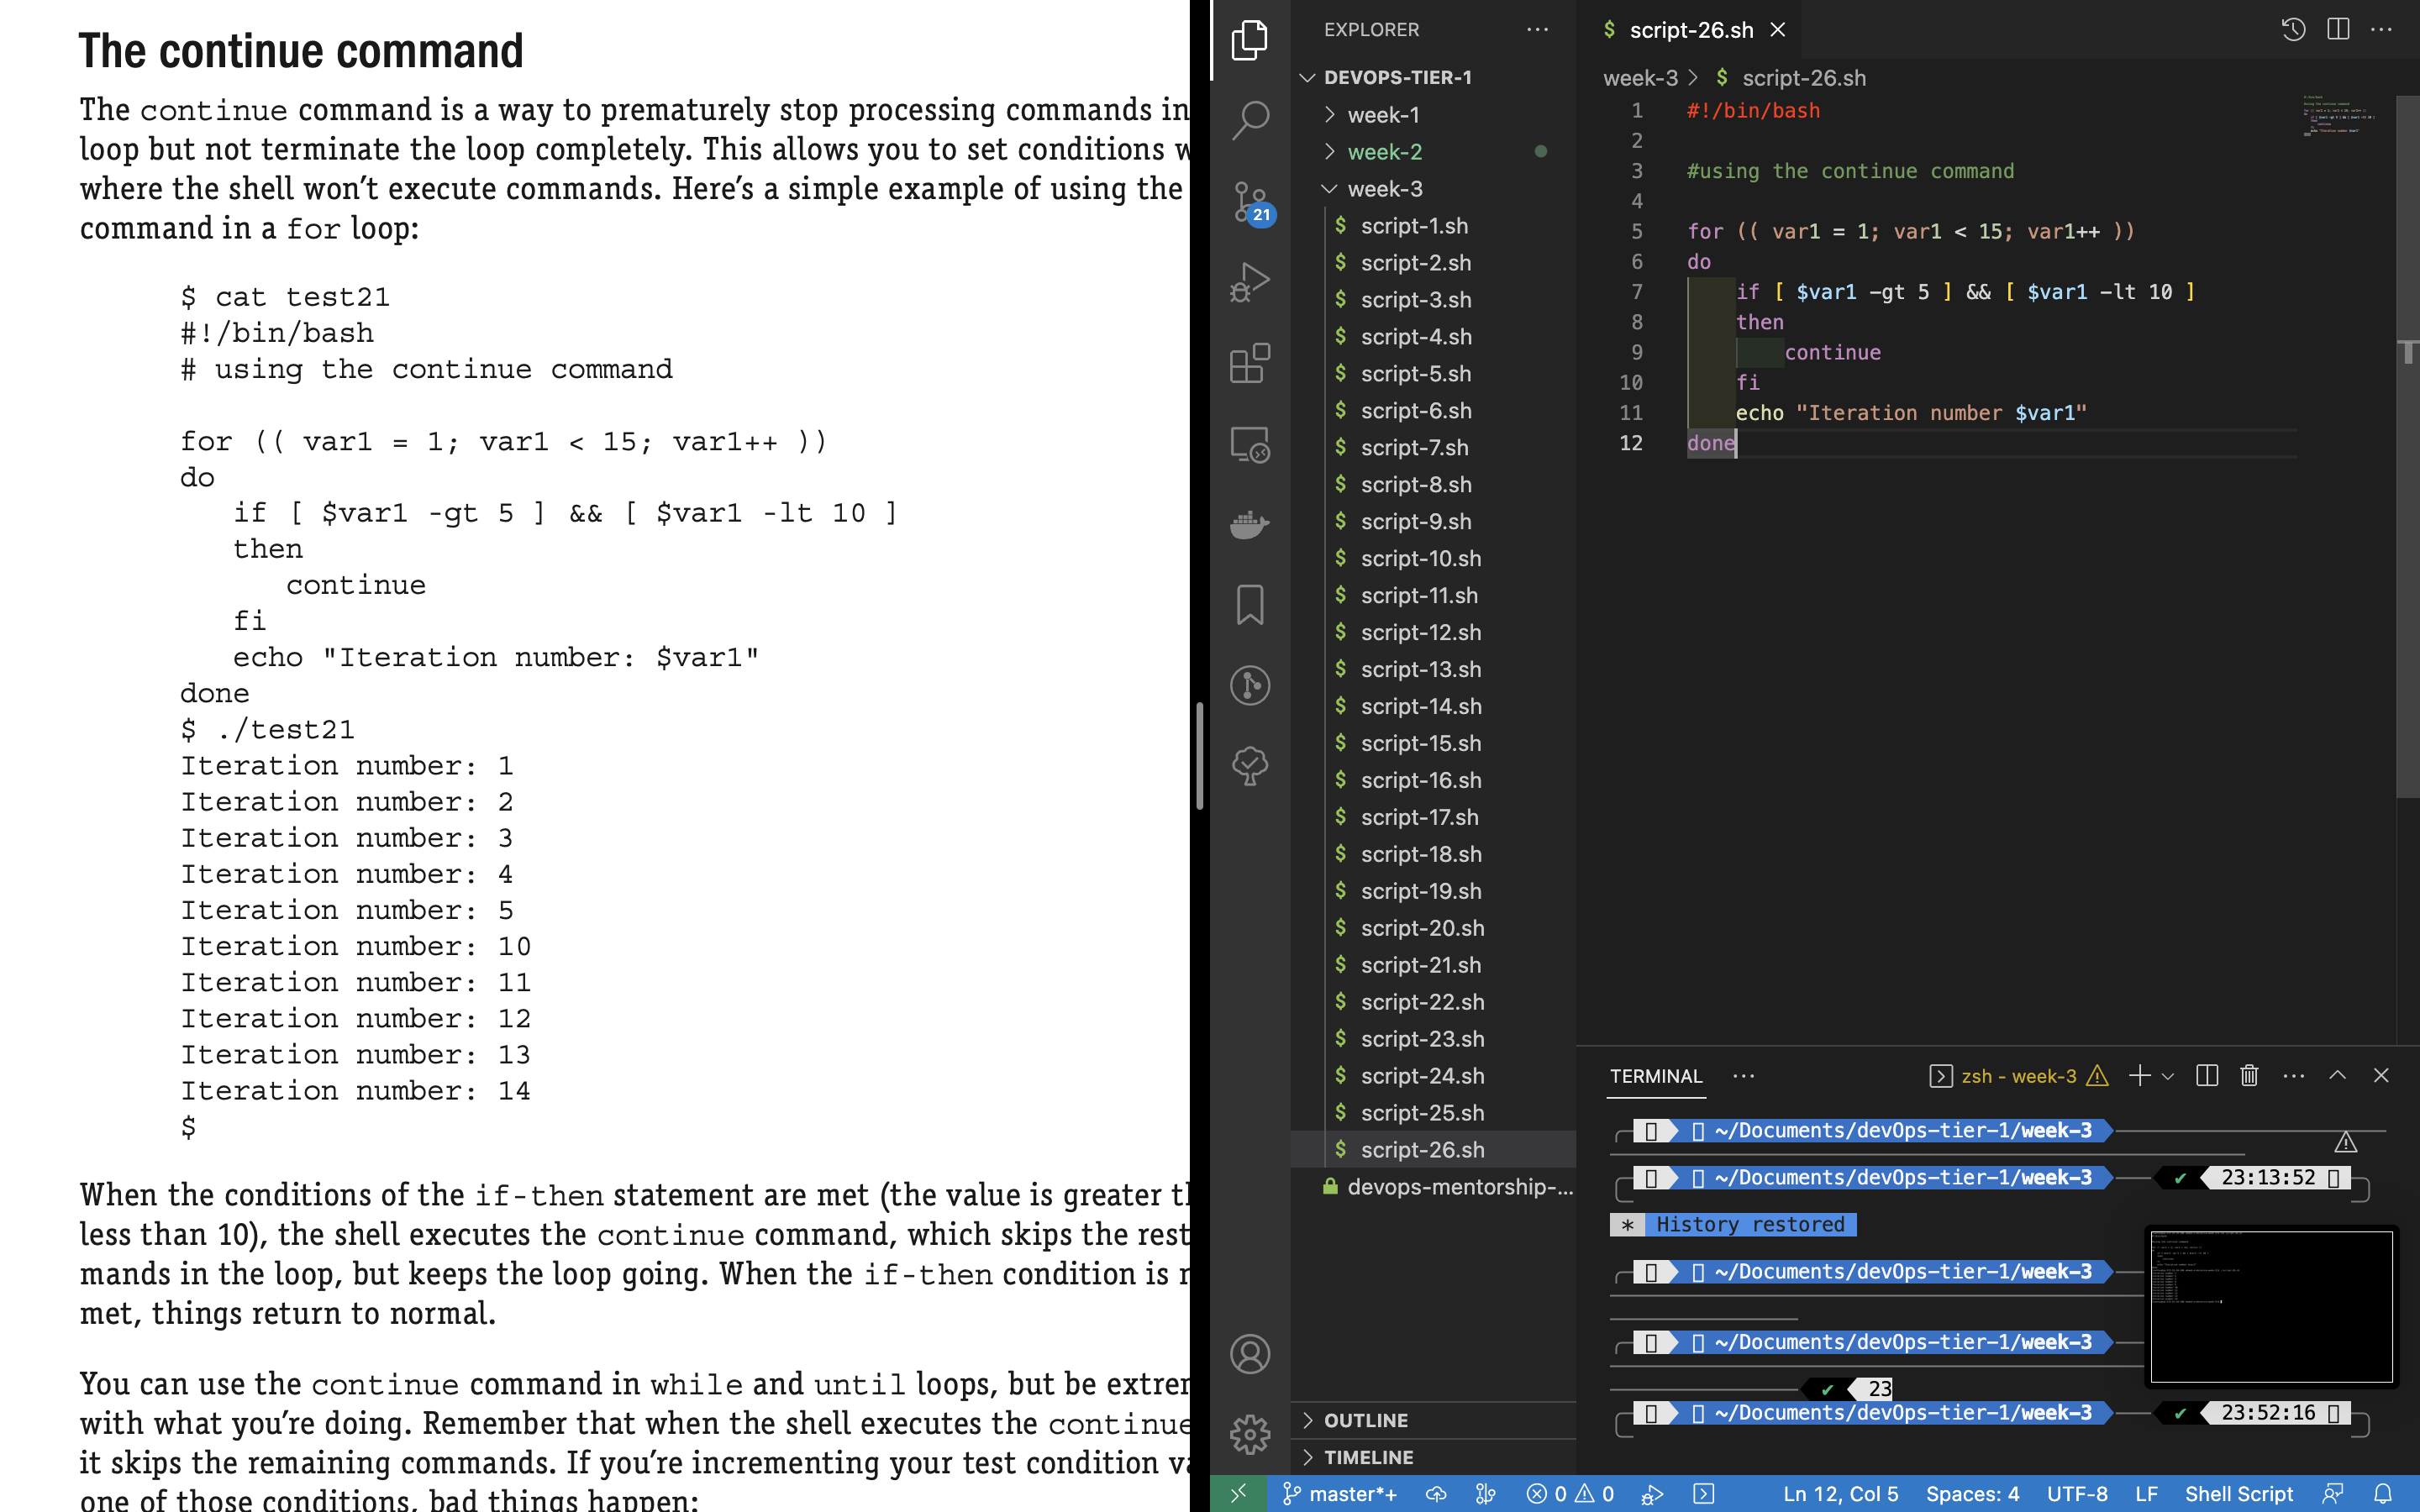 The continue command
The continue command is a way to prematurely stop processing commands in
loop but not terminate the loop completely. This allows you to set conditions
where the shell won't execute commands. Here's a simple example of using the
command in a for loop:
$ cat test21
#!/bin/bash
# using the continue command
for (( var1 = 1; var1 < 15; var1++ ))
do
if [ $var1 -gt 5 ] && [ $var1 -lt 10 ]
then
continue
fi
echo "Iteration number: $var1"
done
$ ./test21
Iteration number: 1
Iteration number: 2
Iteration number: 3
Iteration number: 4
Iteration number: 5
Iteration number: 10
Iteration number: 11
Iteration number: 12
Iteration number: 13
Iteration number: 14
$
When the conditions of the if-then statement are met (the value is greater
less than 10), the shell executes the continue command, which skips the rest
mands in the loop, but keeps the loop going. When the if-then condition is
met, things return to normal.
You can use the continue command in while and until loops, but be
with what you're doing. Remember that when the shell executes the continue
it skips the remaining commands. If you're incrementing your test condition
one of those conditions, bad things happen:
21
EXPLORER
DEVOPS-TIER-1
week-1
week-2
week-3
$ script-1.sh
$ script-2.sh
$ script-3.sh
$ script-4.sh
$ script-5.sh
$ script-6.sh
$ script-7.sh
$ script-8.sh
$ script-9.sh
$ script-10.sh
$ script-11.sh
$ script-12.sh
$ script-13.sh
$ script-14.sh
$ script-15.sh
$ script-16.sh
$ script-17.sh
$ script-18.sh
$ script-19.sh
$ script-20.sh
$ script-21.sh
$ script-22.sh
$ script-23.sh
$ script-24.sh
$ script-25.sh
$ script-26.sh
devops-mentorship-...
OUTLINE
TIMELINE
$ script-26.sh
week-3 > $ script-26.sh
1 #!/bin/bash
2
3 #using the continue command
4
5 for (( var1 = 1; var1 < 15; var1++ ))
6 do
7 if [ $var1 -gt 5 ] && [ $var1 -lt 10 ]
8 then
9 continue
10 fi
11 echo "Iteration number $var1"
12 done
TERMINAL
zsh - week-3
~/Documents/devOps-tier-1/week-3
~/Documents/devOps-tier-1/week-3 ✔ 23:13:52
* History restored
~/Documents/devOps-tier-1/week-3
~/Documents/devOps-tier-1/week-3
✔ 23
~/Documents/devOps-tier-1/week-3 ✔ 23:52:16
master*+ 0 0 Ln 12, Col 5 Spaces: 4 UTF-8 LF Shell Script